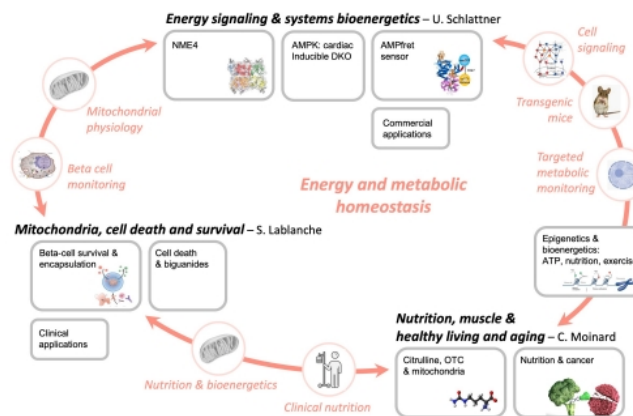 Energy signaling & systems bioenergetics – U. Schlattner
NME4
AMPK: cardiac
Inducible DKO
AMPfret
sensor
Commercial
applications
Cell
signaling
Transgenic
mice
Targeted
metabolic
monitoring
Mitochondrial
physiology
Beta cell
monitoring
Energy and metabolic
homeostasis
Mitochondria, cell death and survival – S. Lablanche
Beta-cell survival &
encapsulation
Cell death
& biguanides
Clinical
applications
Epigenetics &
bioenergetics:
ATP, nutrition, exercise
Nutrition, muscle &
healthy living and aging – C. Moinard
Citrulline, OTC
& mitochondria
Nutrition & cancer
Nutrition & bioenergetics
Clinical nutrition